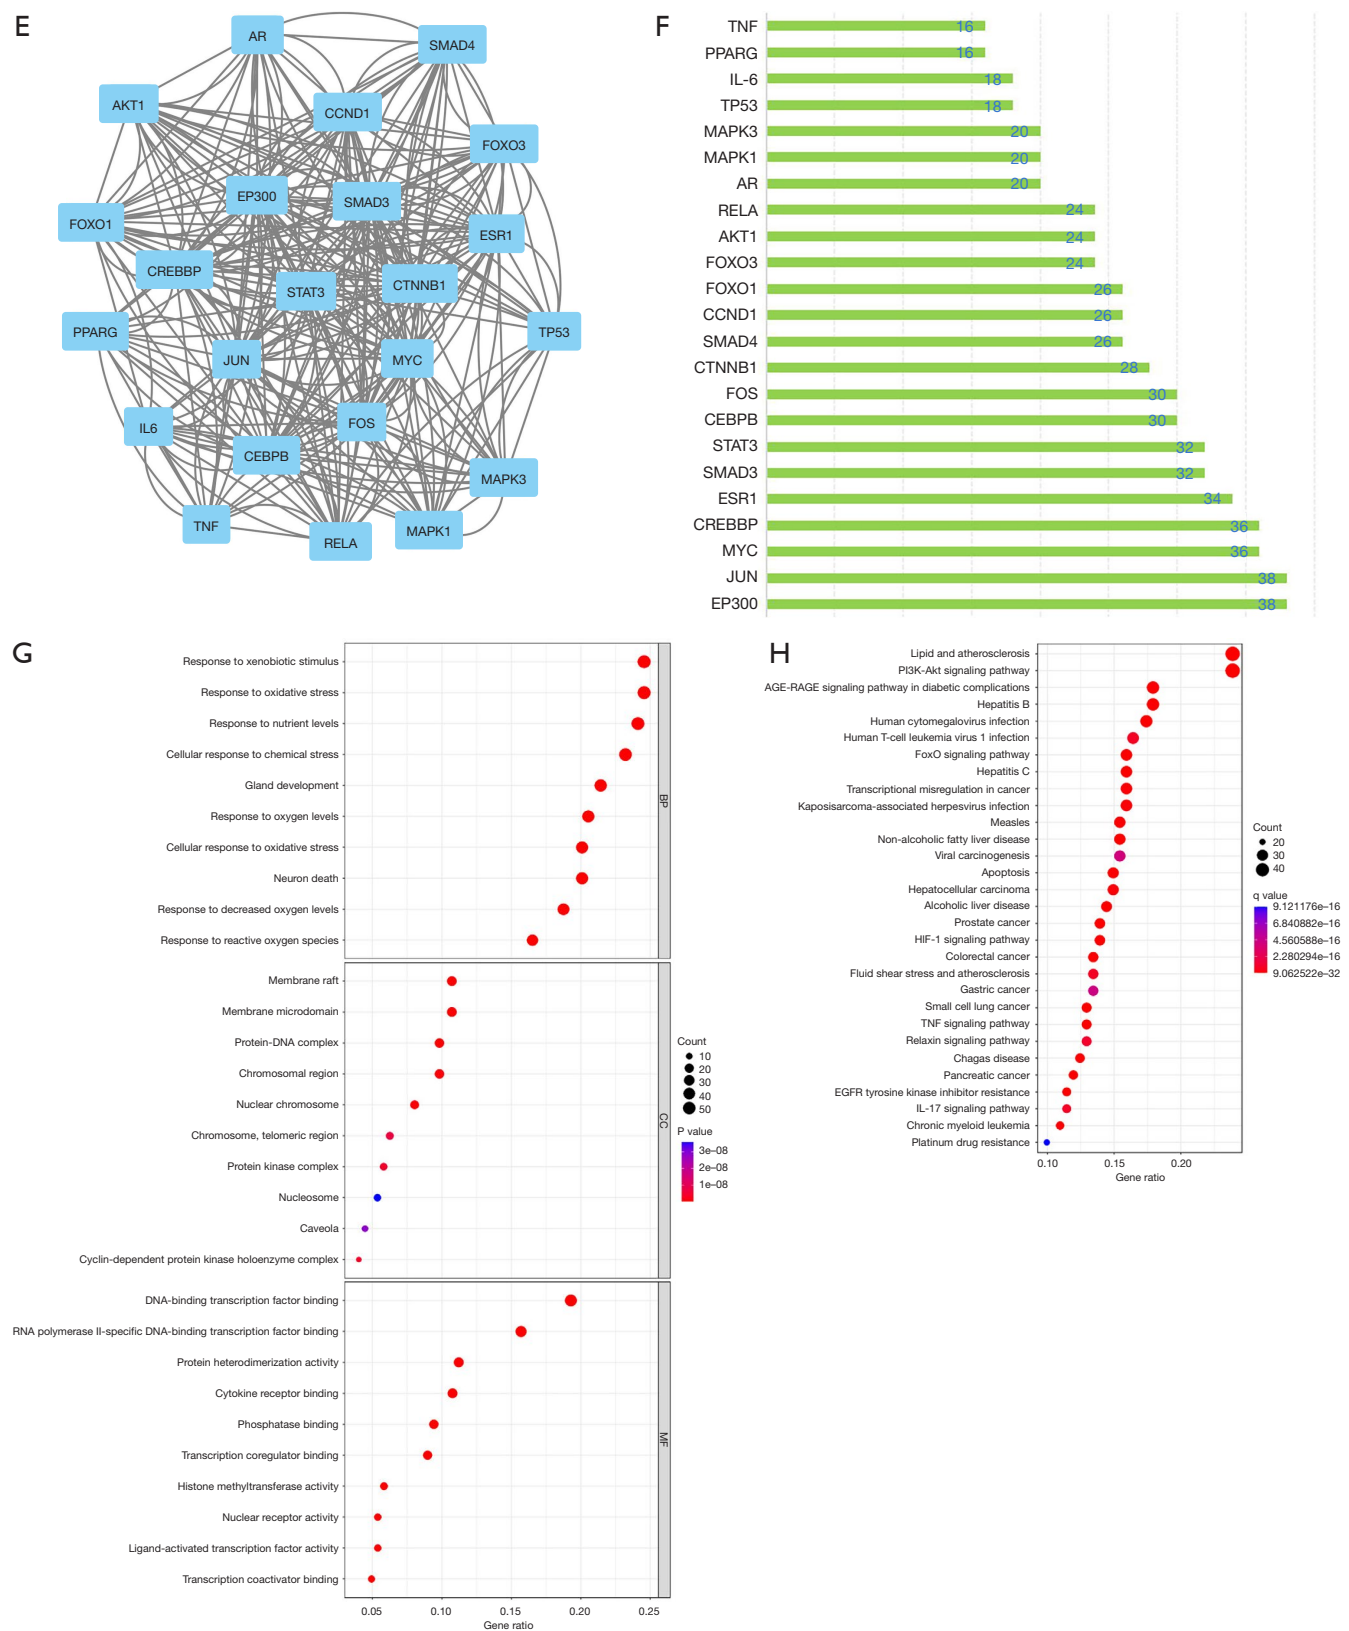 E
AR
SMAD4
AKT1
CCND1
FOXO3
EP300
SMAD3
FOXO1
ESR1
CREBBP
STAT3
CTNNB1
PPARG
TP53
JUN
MYC
IL6
FOS
CEBPB
MAPK3
TNF
RELA
MAPK1
F
TNF 16
PPARG 16
IL-6 18
TP53 18
MAPK3 20
MAPK1 20
AR 20
RELA 24
AKT1 24
FOXO3 24
FOXO1 26
CCND1 26
SMAD4 26
CTNNB1 28
FOS 30
CEBPB 30
STAT3 32
SMAD3 32
ESR1 34
CREBBP 36
MYC 36
JUN 38
EP300 38
G
Response to xenobiotic stimulus
Response to oxidative stress
Response to nutrient levels
Cellular response to chemical stress
Gland development
Response to oxygen levels
Cellular response to oxidative stress
Neuron death
Response to decreased oxygen levels
Response to reactive oxygen species
BP
Membrane raft
Membrane microdomain
Protein-DNA complex
Chromosomal region
Nuclear chromosome
Chromosome, telomeric region
Protein kinase complex
Nucleosome
Caveola
Cyclin-dependent protein kinase holoenzyme complex
CC
DNA-binding transcription factor binding
RNA polymerase II-specific DNA-binding transcription factor binding
Protein heterodimerization activity
Cytokine receptor binding
Phosphatase binding
Transcription coregulator binding
Histone methyltransferase activity
Nuclear receptor activity
Ligand-activated transcription factor activity
Transcription coactivator binding
MF
0.05 0.10 0.15 0.20 0.25
Gene ratio
Count
10
20
30
40
50
P value
3e–08
2e–08
1e–08
H
Lipid and atherosclerosis
PI3K-Akt signaling pathway
AGE-RAGE signaling pathway in diabetic complications
Hepatitis B
Human cytomegalovirus infection
Human T-cell leukemia virus 1 infection
FoxO signaling pathway
Hepatitis C
Transcriptional misregulation in cancer
Kaposisarcoma-associated herpesvirus infection
Measles
Non-alcoholic fatty liver disease
Viral carcinogenesis
Apoptosis
Hepatocellular carcinoma
Alcoholic liver disease
Prostate cancer
HIF-1 signaling pathway
Colorectal cancer
Fluid shear stress and atherosclerosis
Gastric cancer
Small cell lung cancer
TNF signaling pathway
Relaxin signaling pathway
Chagas disease
Pancreatic cancer
EGFR tyrosine kinase inhibitor resistance
IL-17 signaling pathway
Chronic myeloid leukemia
Platinum drug resistance
0.10 0.15 0.20
Gene ratio
Count
20
30
40
q value
9.121176e–16
6.840882e–16
4.560588e–16
2.280294e–16
9.062522e–32